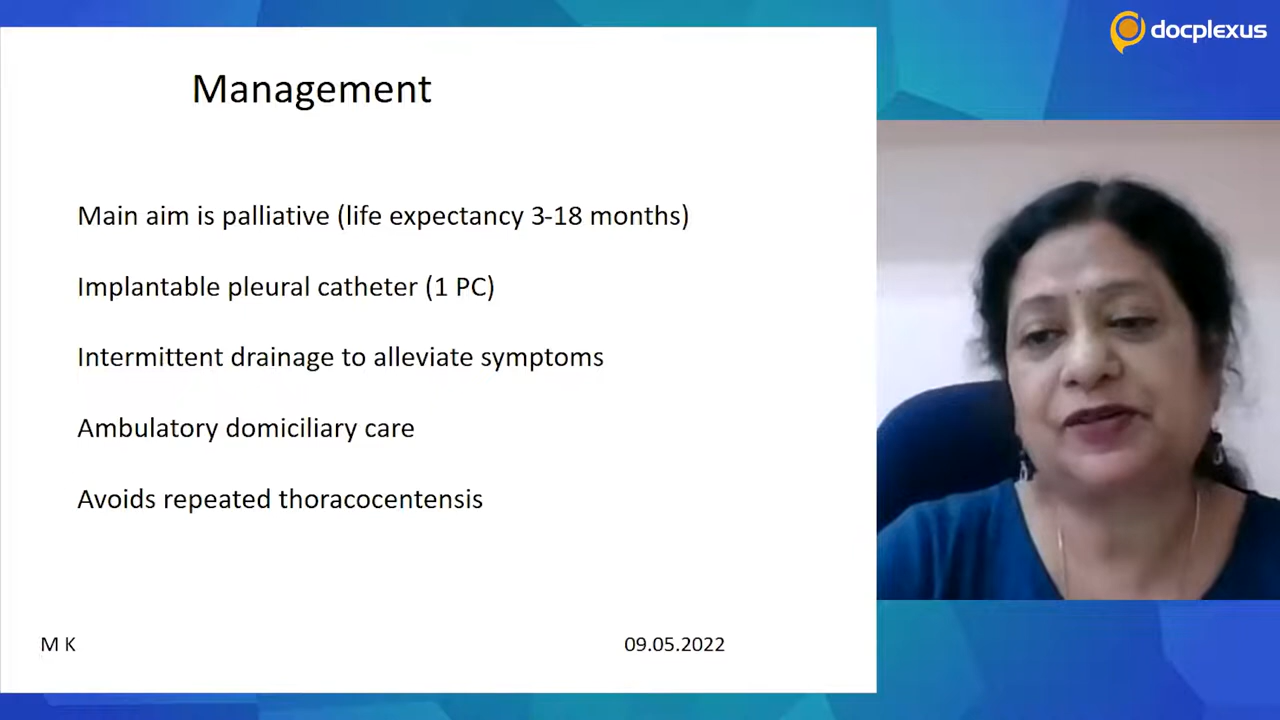 docplexus
Management
Main aim is palliative (life expectancy 3-18 months)
Implantable pleural catheter (1 PC)
Intermittent drainage to alleviate symptoms
Ambulatory domiciliary care
Avoids repeated thoracocentensis
M K
09.05.2022